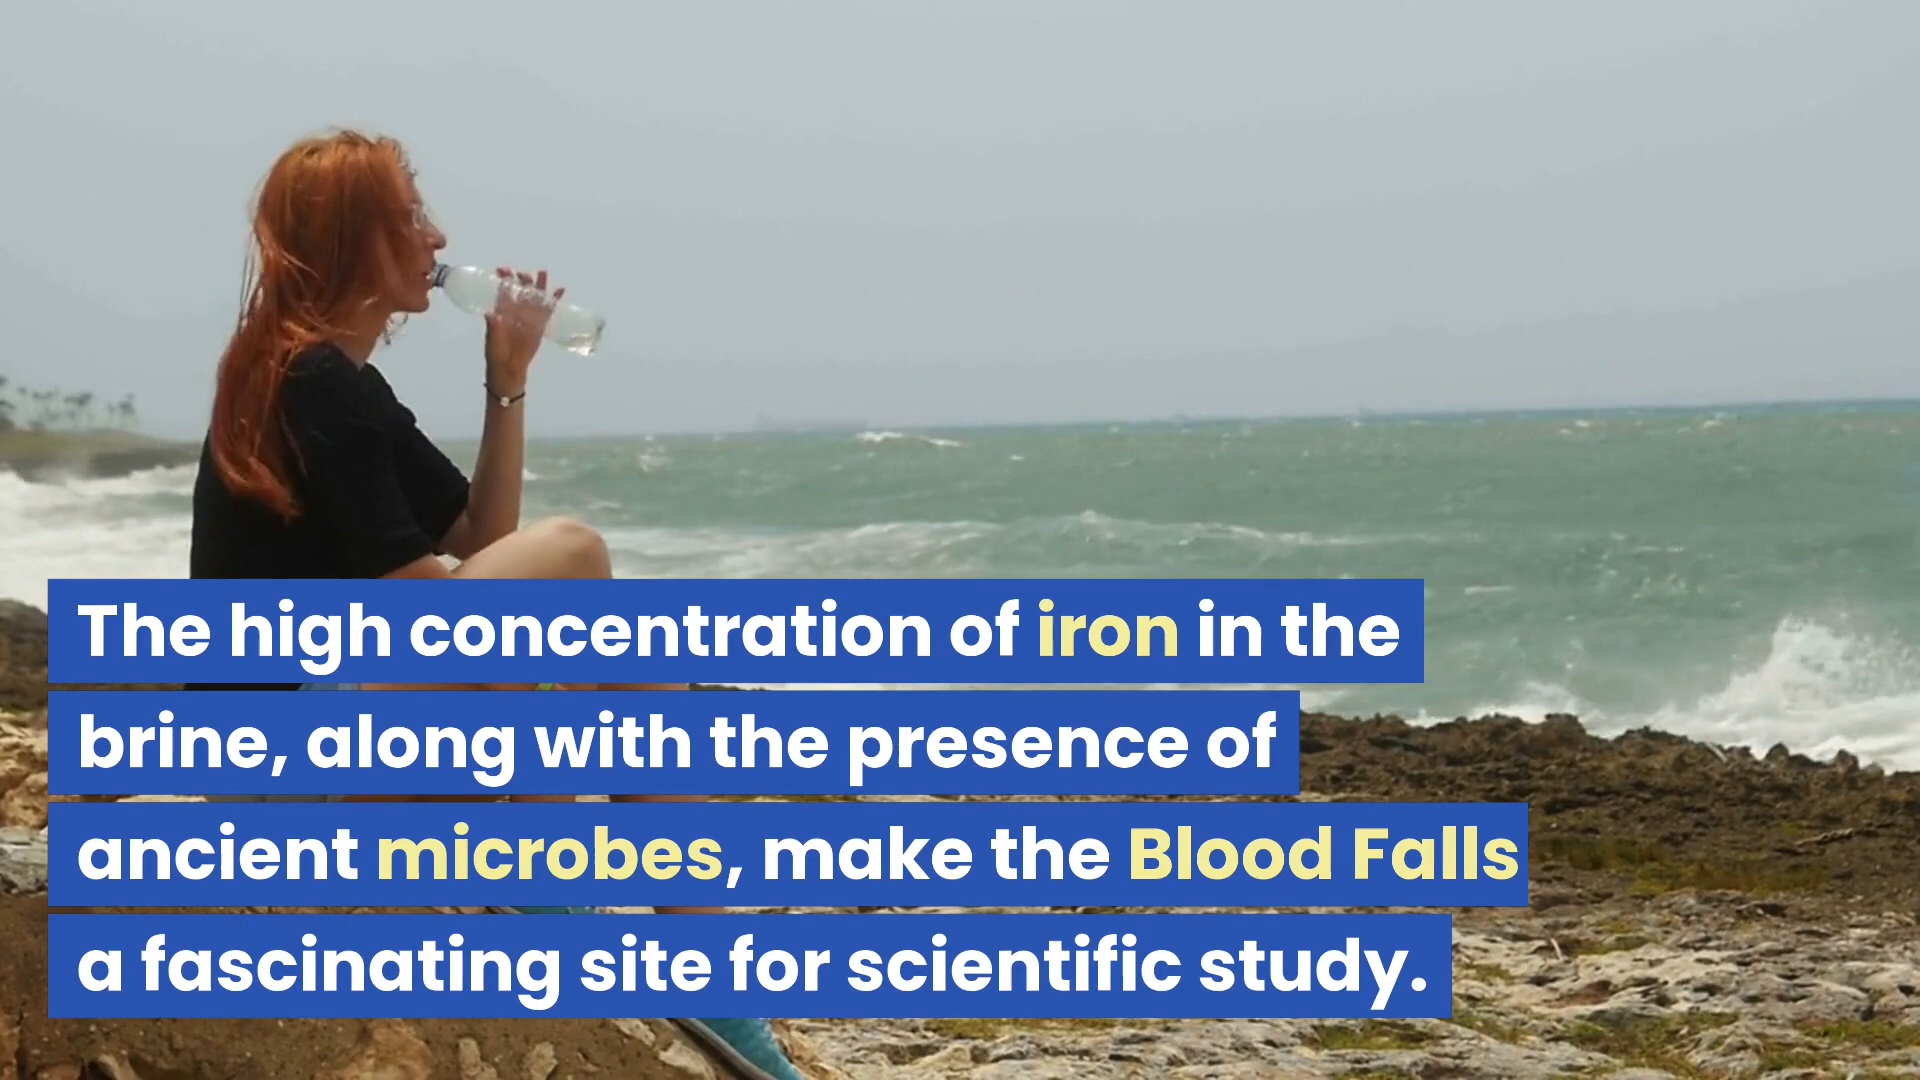 The high concentration of iron in the
brine, along with the presence of
ancient microbes, make the Blood Falls
a fascinating site for scientific study.